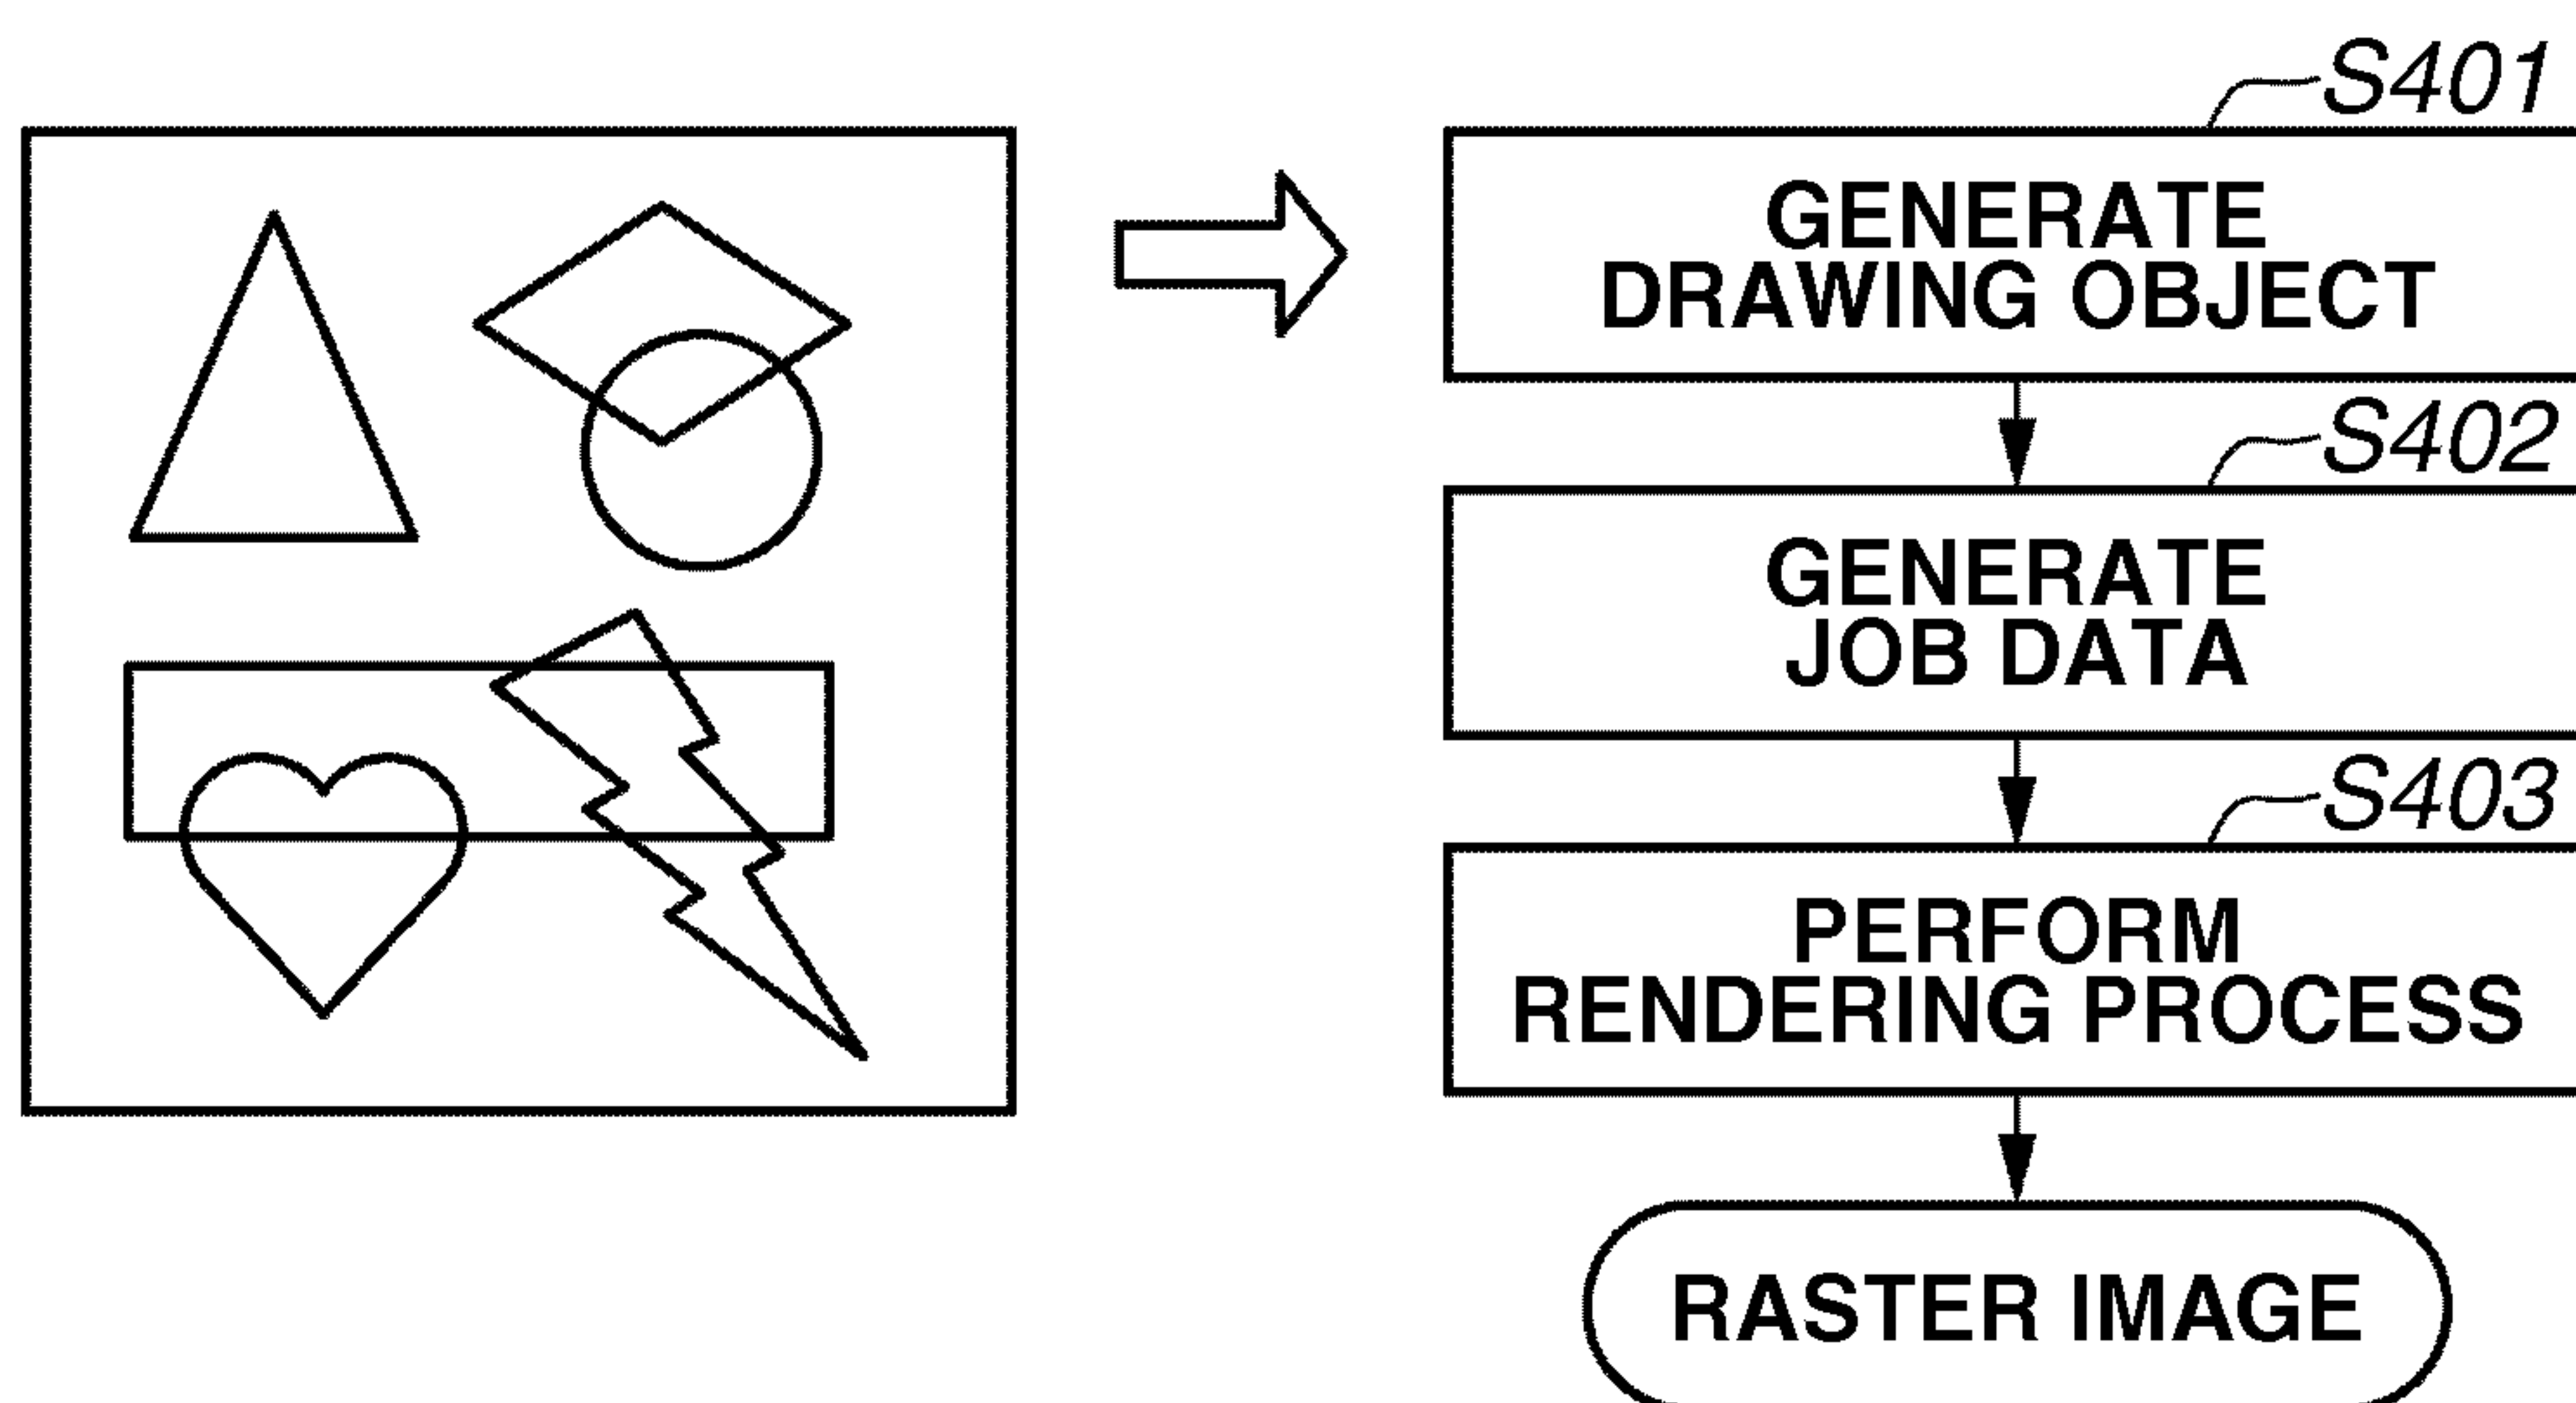 S401
GENERATE
DRAWING OBJECT
S402
GENERATE
JOB DATA
S403
PERFORM
RENDERING PROCESS
RASTER IMAGE